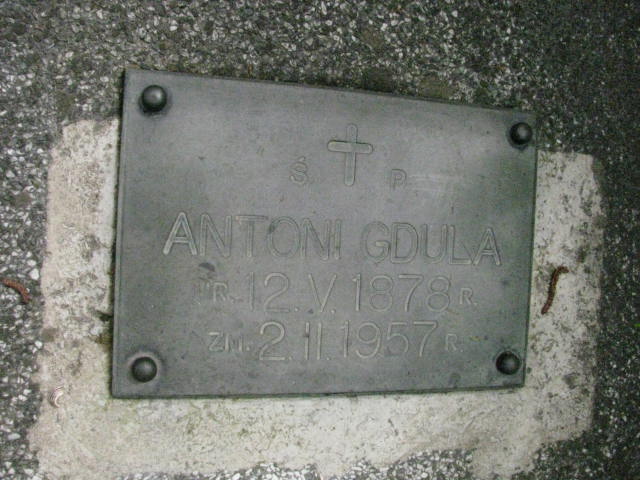 Ś. P.
ANTONI GDULA
UR. 12. V. 1878 R.
ZM. 2. II. 1957 R.